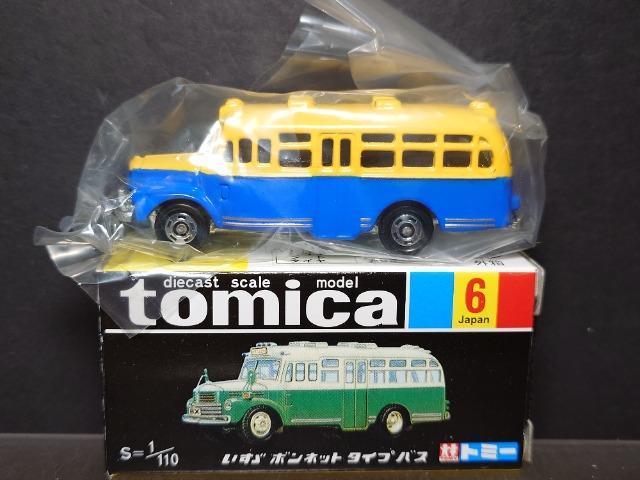 diecast scale model
tomica
6
Japan
S=1/110
いすゞ ボンネット タイプバス
トミー